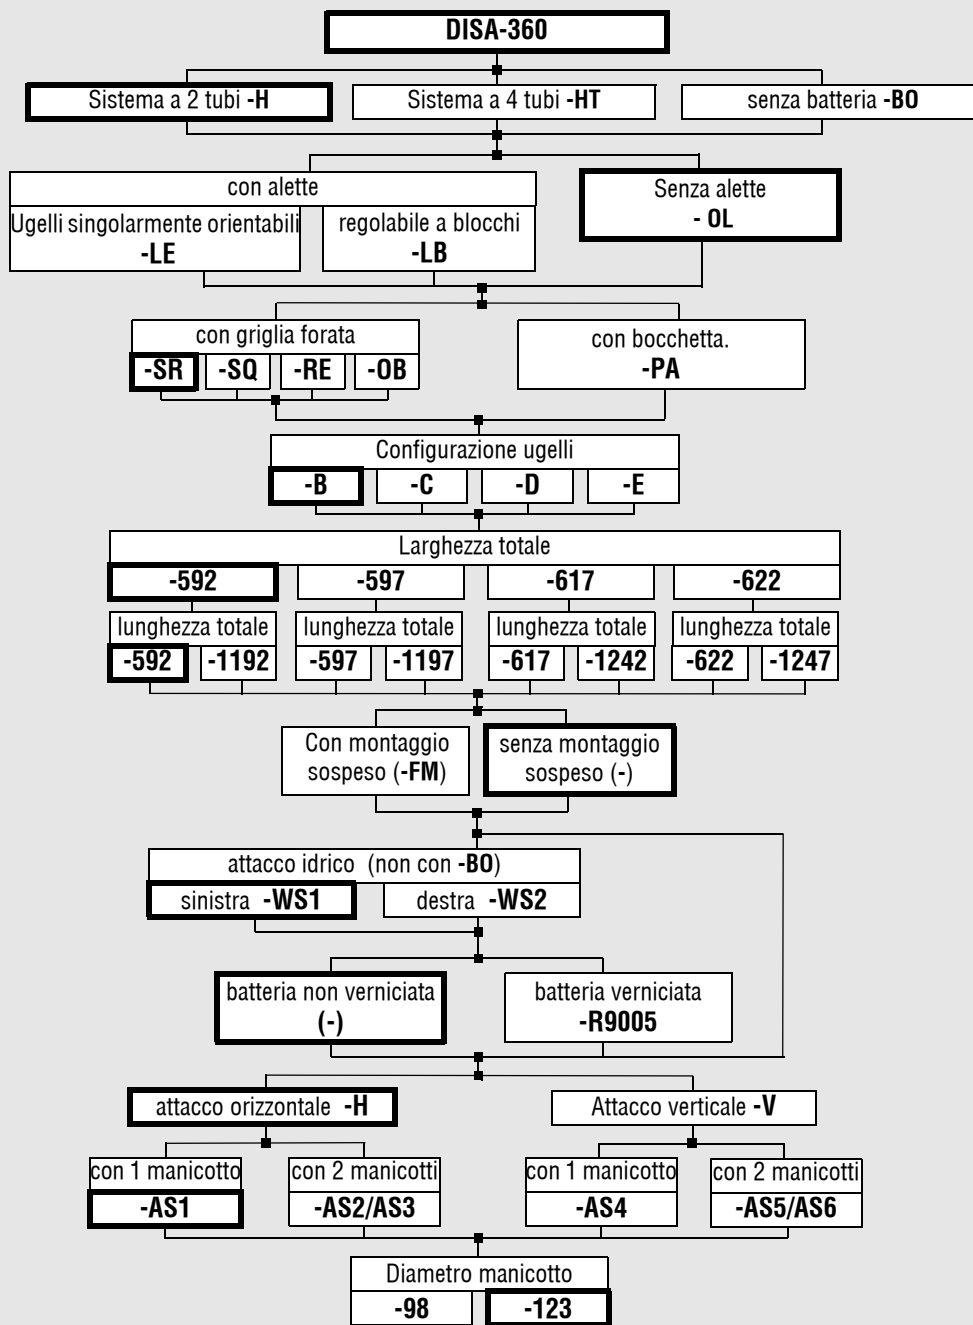 DISA-360
Sistema a 2 tubi -H
Sistema a 4 tubi -HT
senza batteria -BO
con alette
Ugelli singolarmente orientabili
-LE
regolabile a blocchi
-LB
Senza alette
- OL
con griglia forata
-SR
-SQ
-RE
-OB
con bocchetta.
-PA
Configurazione ugelli
-B
-C
-D
-E
Larghezza totale
-592
-597
-617
-622
lunghezza totale
lunghezza totale
lunghezza totale
lunghezza totale
-592
-1192
-597
-1197
-617
-1242
-622
-1247
Con montaggio
sospeso (-FM)
senza montaggio
sospeso (-)
attacco idrico (non con -BO)
sinistra -WS1
destra -WS2
batteria non verniciata
(-)
batteria verniciata
-R9005
attacco orizzontale -H
Attacco verticale -V
con 1 manicotto
-AS1
con 2 manicotti
-AS2/AS3
con 1 manicotto
-AS4
con 2 manicotti
-AS5/AS6
Diametro manicotto
-98
-123